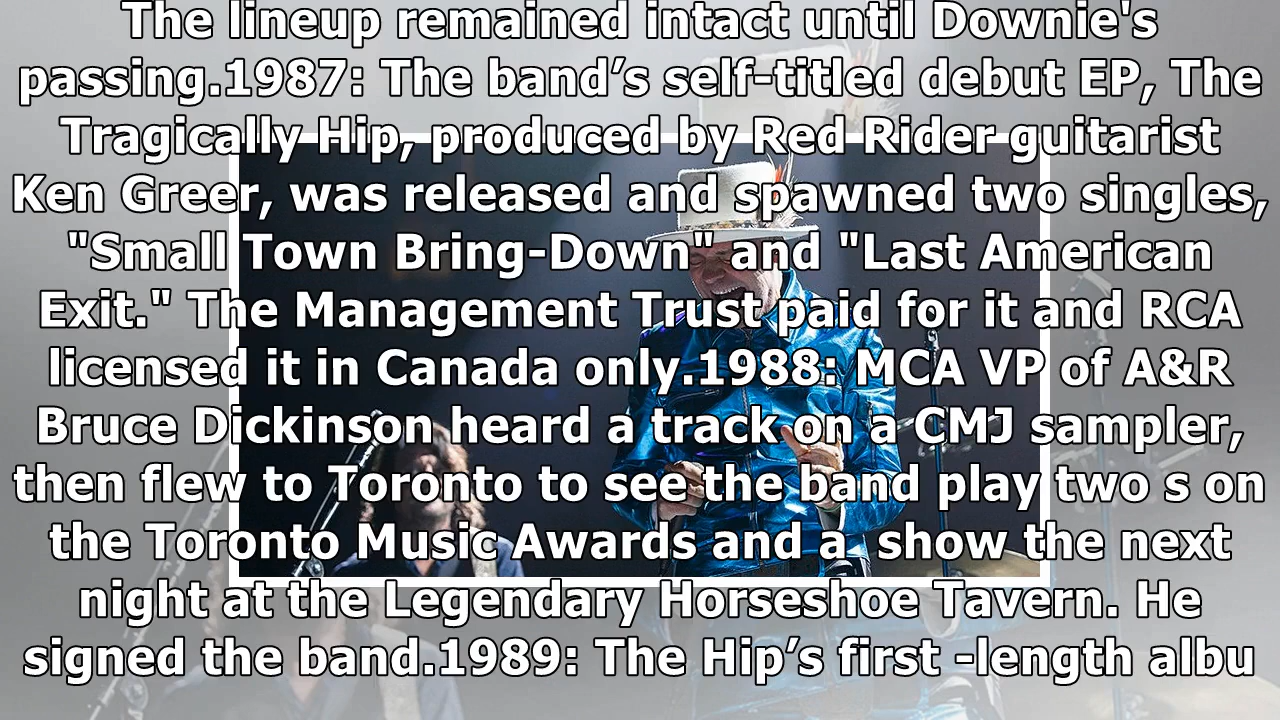 The lineup remained intact until Downie's
passing.1987: The band’s self-titled debut EP, The
Tragically Hip, produced by Red Rider guitarist
Ken Greer, was released and spawned two singles,
"Small Town Bring-Down" and "Last American
Exit." The Management Trust paid for it and RCA
licensed it in Canada only.1988: MCA VP of A&R
Bruce Dickinson heard a track on a CMJ sampler,
then flew to Toronto to see the band play two s on
the Toronto Music Awards and a  show the next
night at the Legendary Horseshoe Tavern. He
signed the band.1989: The Hip’s first -length albu